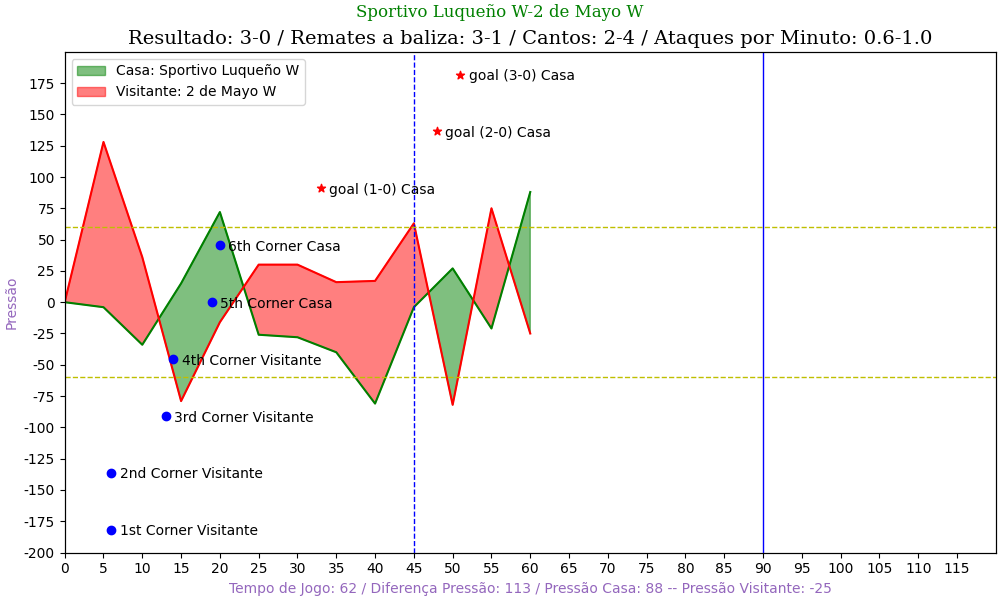 Sportivo Luqueño W-2 de Mayo W
Resultado: 3-0 / Remates a baliza: 3-1 / Cantos: 2-4 / Ataques por Minuto: 0.6-1.0
Casa: Sportivo Luqueño W
Visitante: 2 de Mayo W
goal (3-0) Casa
goal (2-0) Casa
goal (1-0) Casa
6th Corner Casa
5th Corner Casa
4th Corner Visitante
3rd Corner Visitante
2nd Corner Visitante
1st Corner Visitante
Pressão
175
150
125
100
75
50
25
0
-25
-50
-75
-100
-125
-150
-175
-200
0 5 10 15 20 25 30 35 40 45 50 55 60 65 70 75 80 85 90 95 100 105 110 115
Tempo de Jogo: 62 / Diferença Pressão: 113 / Pressão Casa: 88 -- Pressão Visitante: -25